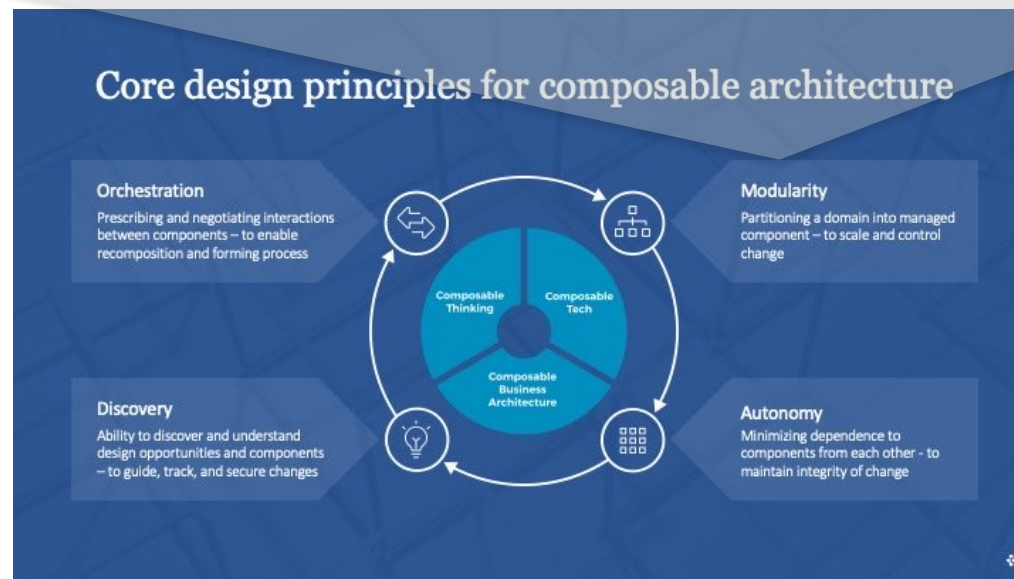 Core design principles for composable architecture
Orchestration
Prescribing and negotiating interactions
between components – to enable
recomposition and forming process
Modularity
Partitioning a domain into managed
component – to scale and control
change
Composable
Thinking
Composable
Tech
Composable
Business
Architecture
Discovery
Ability to discover and understand
design opportunities and components
– to guide, track, and secure changes
Autonomy
Minimizing dependence to
components from each other - to
maintain integrity of change